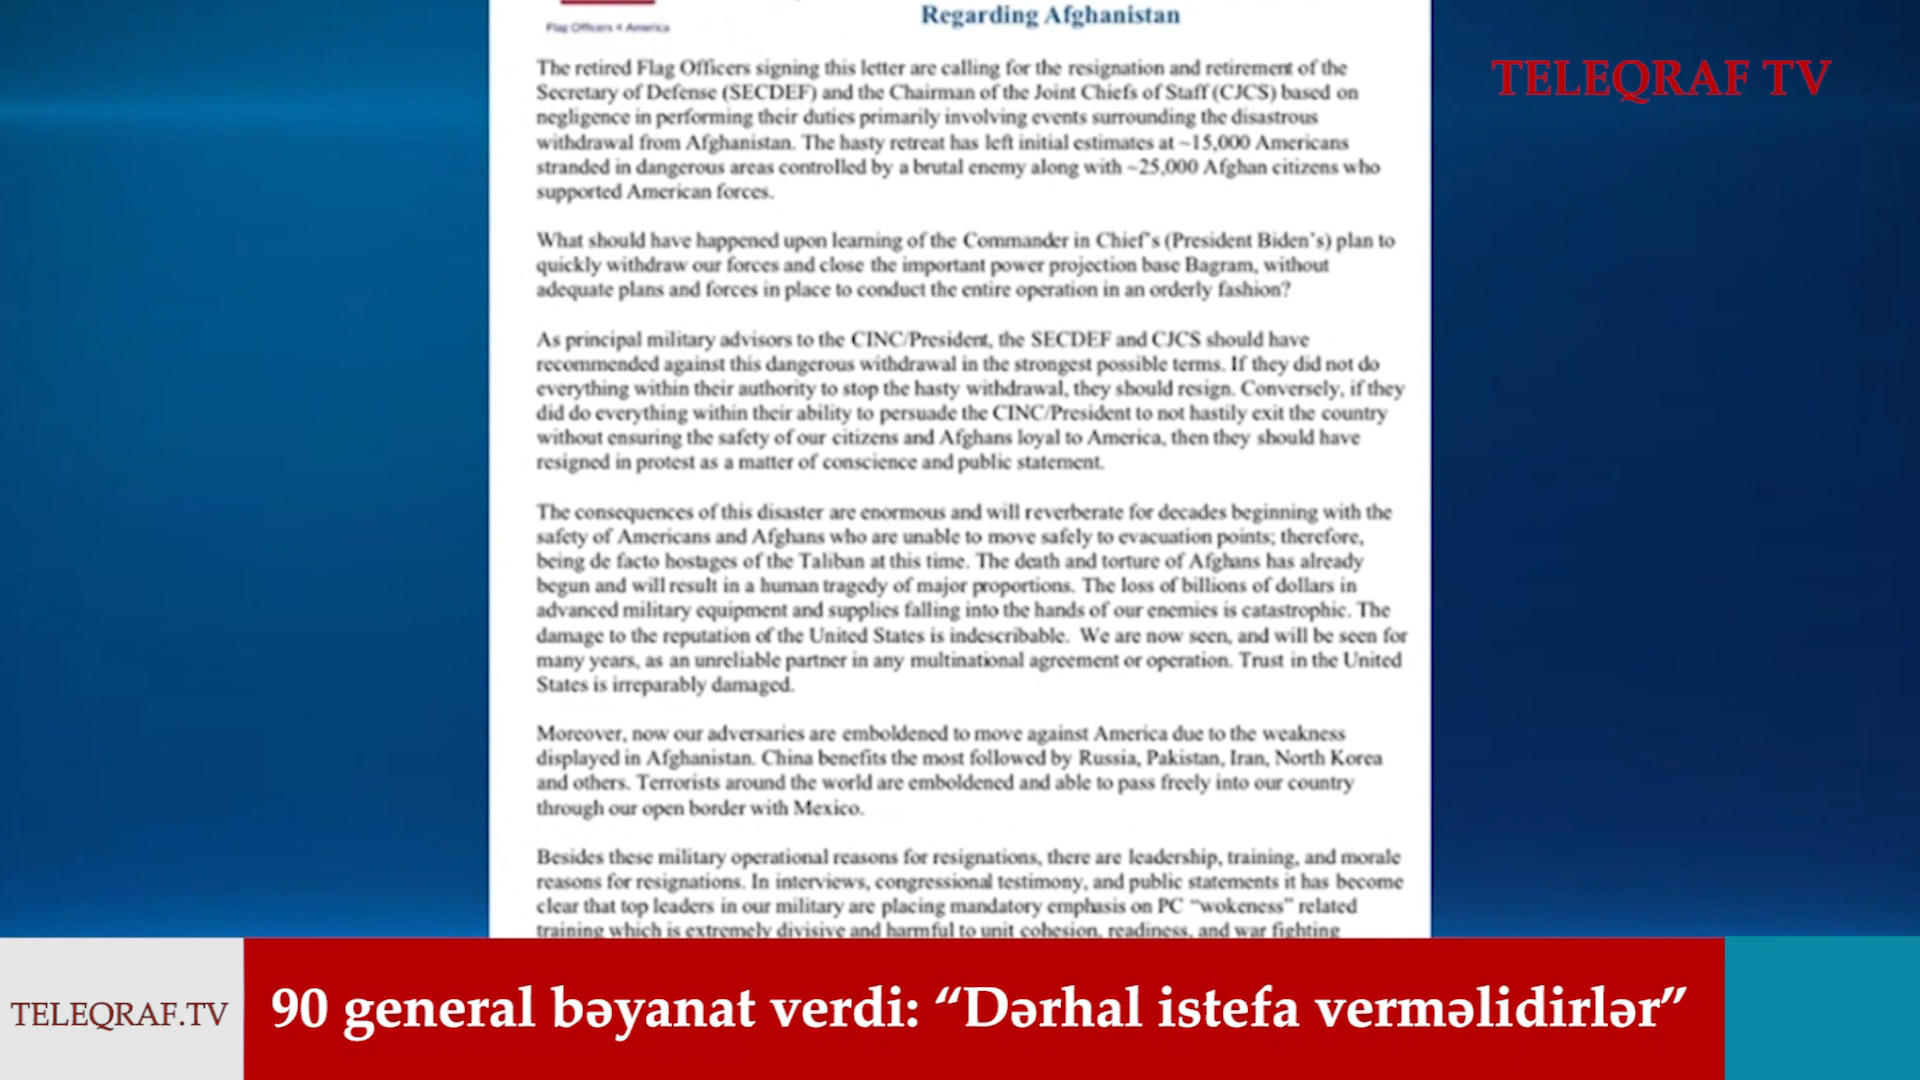 Regarding Afghanistan
Flag Officers 4 America
TELEQRAF TV
The retired Flag Officers signing this letter are calling for the resignation and retirement of the
Secretary of Defense (SECDEF) and the Chairman of the Joint Chiefs of Staff (CJCS) based on
negligence in performing their duties primarily involving events surrounding the disastrous
withdrawal from Afghanistan. The hasty retreat has left initial estimates at ~15,000 Americans
stranded in dangerous areas controlled by a brutal enemy along with ~25,000 Afghan citizens who
supported American forces.
What should have happened upon learning of the Commander in Chief's (President Biden's) plan to
quickly withdraw our forces and close the important power projection base Bagram, without
adequate plans and forces in place to conduct the entire operation in an orderly fashion?
As principal military advisors to the CINC/President, the SECDEF and CJCS should have
recommended against this dangerous withdrawal in the strongest possible terms. If they did not do
everything within their authority to stop the hasty withdrawal, they should resign. Conversely, if they
did do everything within their ability to persuade the CINC/President to not hastily exit the country
without ensuring the safety of our citizens and Afghans loyal to America, then they should have
resigned in protest as a matter of conscience and public statement.
The consequences of this disaster are enormous and will reverberate for decades beginning with the
safety of Americans and Afghans who are unable to move safely to evacuation points; therefore,
being de facto hostages of the Taliban at this time. The death and torture of Afghans has already
begun and will result in a human tragedy of major proportions. The loss of billions of dollars in
advanced military equipment and supplies falling into the hands of our enemies is catastrophic. The
damage to the reputation of the United States is indescribable. We are now seen, and will be seen for
many years, as an unreliable partner in any multinational agreement or operation. Trust in the United
States is irreparably damaged.
Moreover, now our adversaries are emboldened to move against America due to the weakness
displayed in Afghanistan. China benefits the most followed by Russia, Pakistan, Iran, North Korea
and others. Terrorists around the world are emboldened and able to pass freely into our country
through our open border with Mexico.
Besides these military operational reasons for resignations, there are leadership, training, and morale
reasons for resignations. In interviews, congressional testimony, and public statements it has become
clear that top leaders in our military are placing mandatory emphasis on PC “wokeness” related
training which is extremely divisive and harmful to unit cohesion, readiness, and war fighting
TELEQRAF.TV
90 general bəyanat verdi: “Dərhal istefa verməlidirlər”